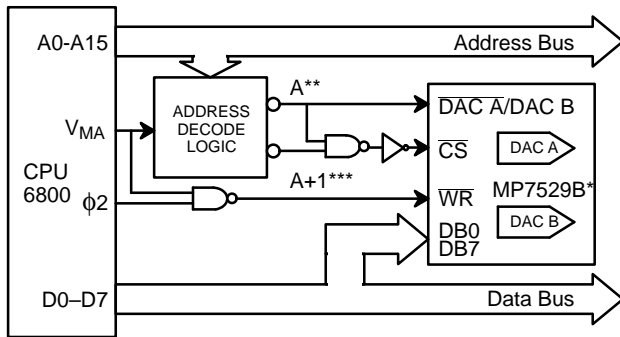 A0-A15
Address Bus
A**
ADDRESS
DECODE
LOGIC
VMA
CPU
6800
ϕ2
D0–D7
A+1***
DAC A/DAC B
CS
DAC A
WR
MP7529B*
DAC B
DB0
DB7
Data Bus